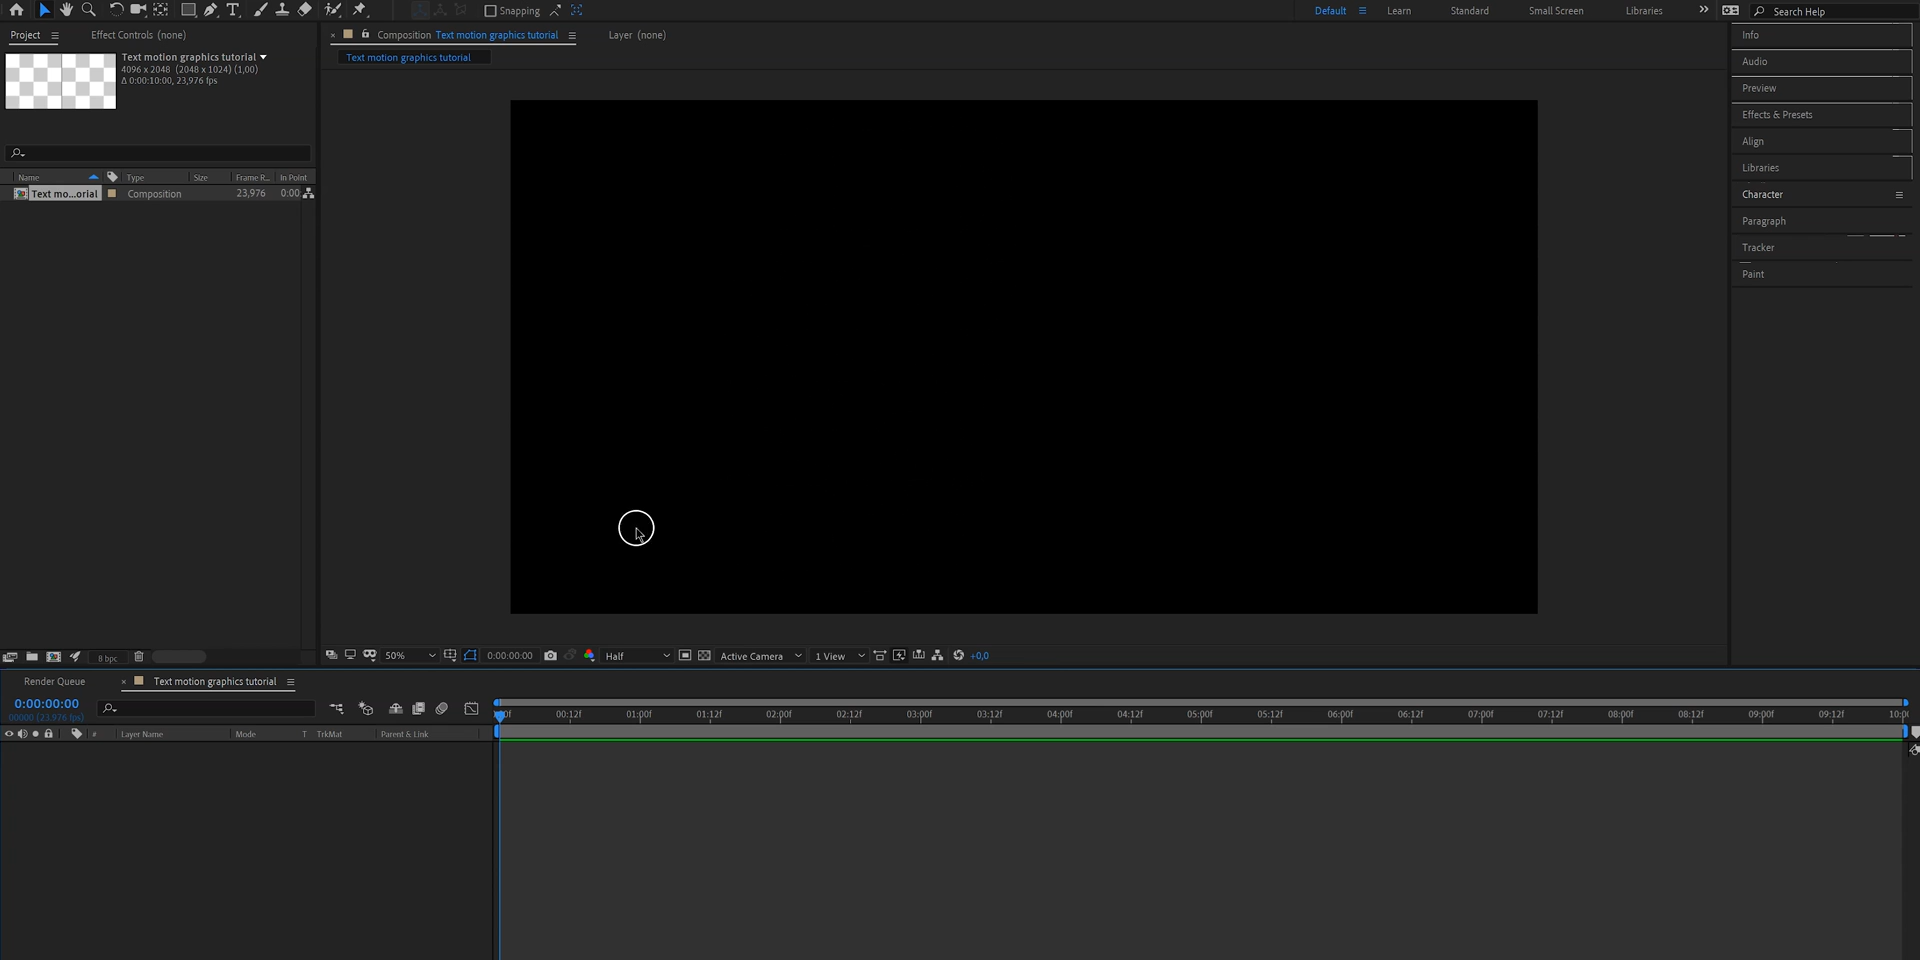 Snapping
Default
Learn
Standard
Small Screen
Libraries
Search Help
Project
Effect Controls (none)
Composition Text motion graphics tutorial
Layer (none)
Info
Text motion graphics tutorial
4096 x 2048 (2048 x 1024) (1,00)
Δ 0:00:10:00, 23,976 fps
Text motion graphics tutorial
Audio
Preview
Effects & Presets
Align
Libraries
Character
Paragraph
Tracker
Paint
Name
Type
Size
Frame R...
In Point
Text mo...orial
Composition
23,976
0:00
8 bpc
50%
0:00:00:00
Half
Active Camera
1 View
+0,0
Render Queue
Text motion graphics tutorial
0:00:00:00
00000 (23.976 fps)
00:12f
01:00f
01:12f
02:00f
02:12f
03:00f
03:12f
04:00f
04:12f
05:00f
05:12f
06:00f
06:12f
07:00f
07:12f
08:00f
08:12f
09:00f
09:12f
#
Layer Name
Mode
T
TrkMat
Parent & Link